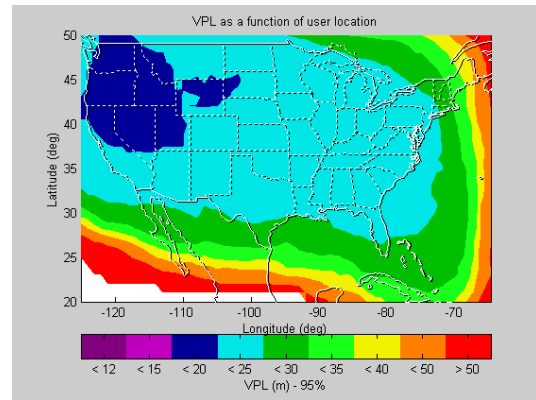 VPL as a function of user location
50
45
40
35
30
25
20
Latitude (deg)
-120 -110 -100 -90 -80 -70
Longitude (deg)
< 12 < 15 < 20 < 25 < 30 < 35 < 40 < 50 > 50
VPL (m) - 95%